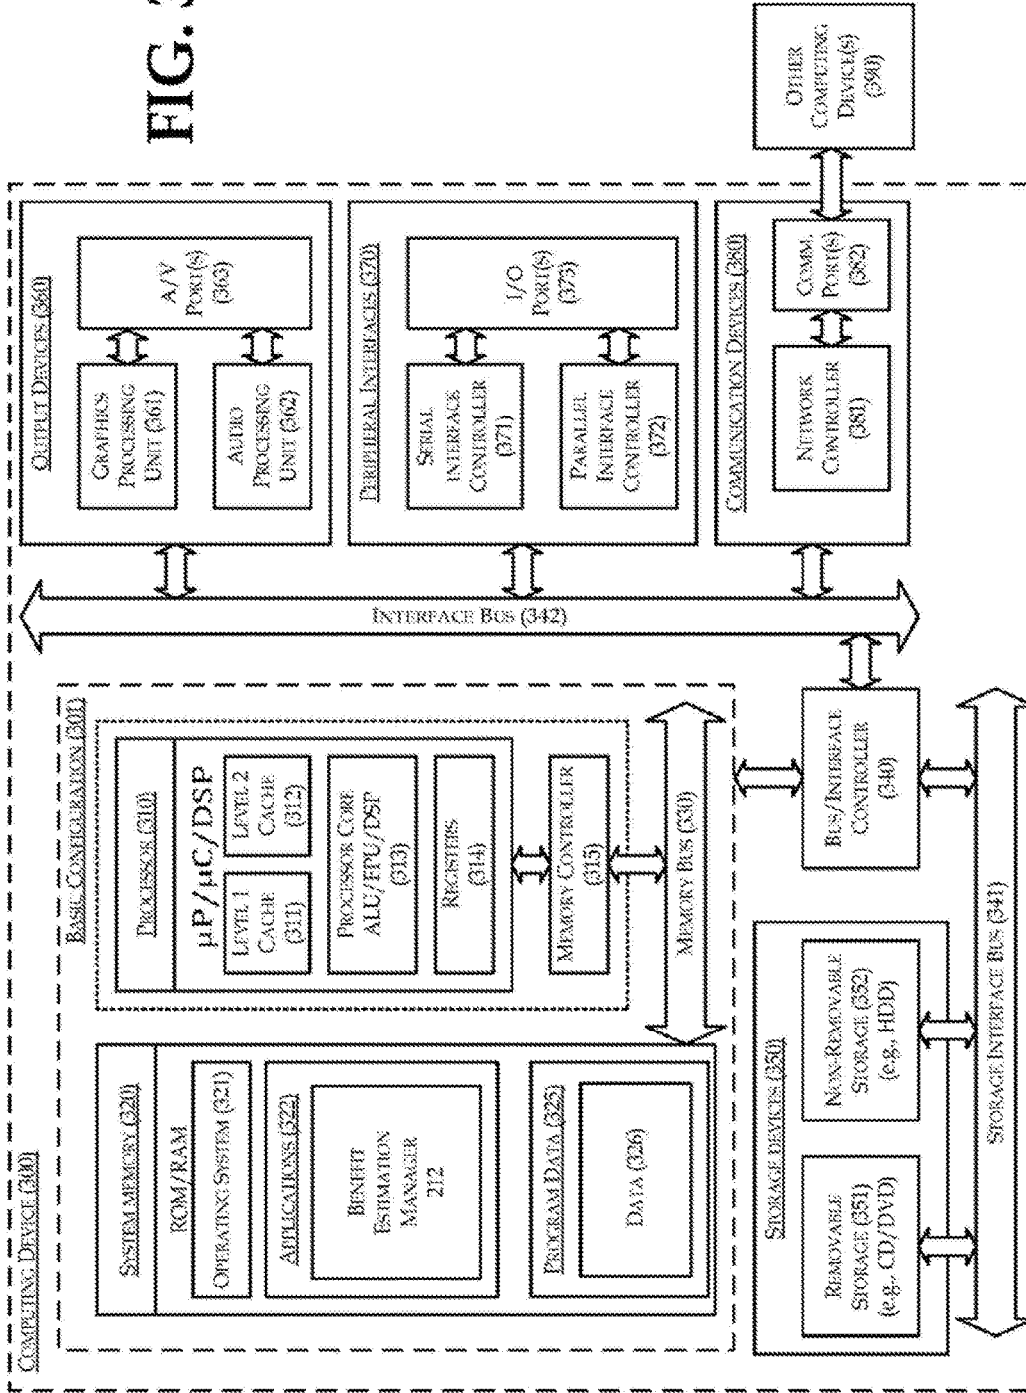 FIG. 3
COMPUTING DEVICE (300)
BASIC CONFIGURATION (301)
SYSTEM MEMORY (320)
ROM/RAM
OPERATING SYSTEM (321)
APPLICATIONS (322)
BENEFIT
ESTIMATION
MANAGER
212
PROGRAM DATA (325)
DATA (326)
PROCESSOR (310)
µP/µC/DSP
LEVEL 1
CACHE
(311)
LEVEL 2
CACHE
(312)
PROCESSOR CORE
ALU/FPU/DSP
(313)
REGISTERS
(314)
MEMORY CONTROLLER
(315)
MEMORY BUS (330)
STORAGE DEVICES (350)
REMOVABLE
STORAGE (351)
(e.g., CD/DVD)
NON-REMOVABLE
STORAGE (352)
(e.g., HDD)
BUS/INTERFACE
CONTROLLER
(340)
STORAGE INTERFACE BUS (341)
INTERFACE BUS (342)
OUTPUT DEVICES (360)
GRAPHICS
PROCESSING
UNIT (361)
AUDIO
PROCESSING
UNIT (362)
A/V
PORT(S)
(363)
PERIPHERAL INTERFACES (370)
SERIAL
INTERFACE
CONTROLLER
(371)
PARALLEL
INTERFACE
CONTROLLER
(372)
I/O
PORT(S)
(373)
COMMUNICATION DEVICES (380)
NETWORK
CONTROLLER
(381)
COMM.
PORT(S)
(382)
OTHER
COMPUTING
DEVICE(S)
(390)